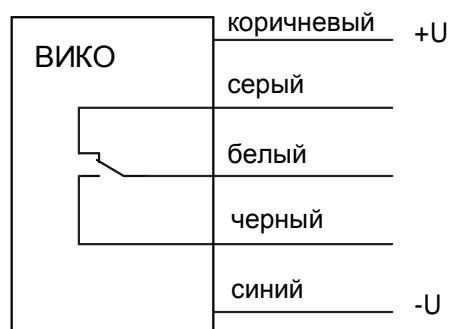 коричневый
+U
ВИКО
серый
белый
черный
синий
-U